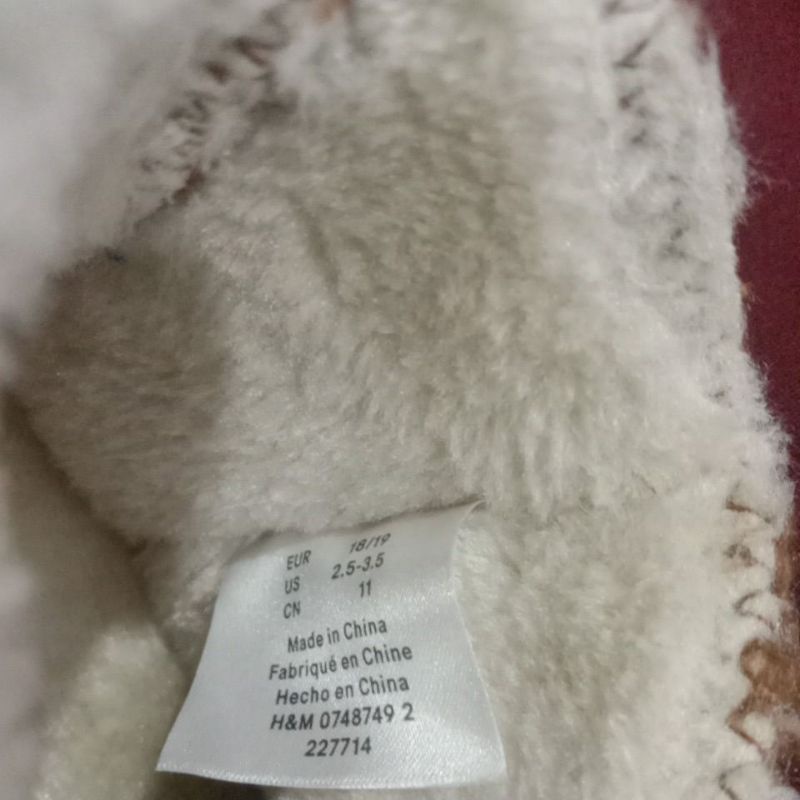 EUR 18/19
US 2.5-3.5
CN 11
Made in China
Fabriqué en Chine
Hecho en China
H&M 0748749 2
227714